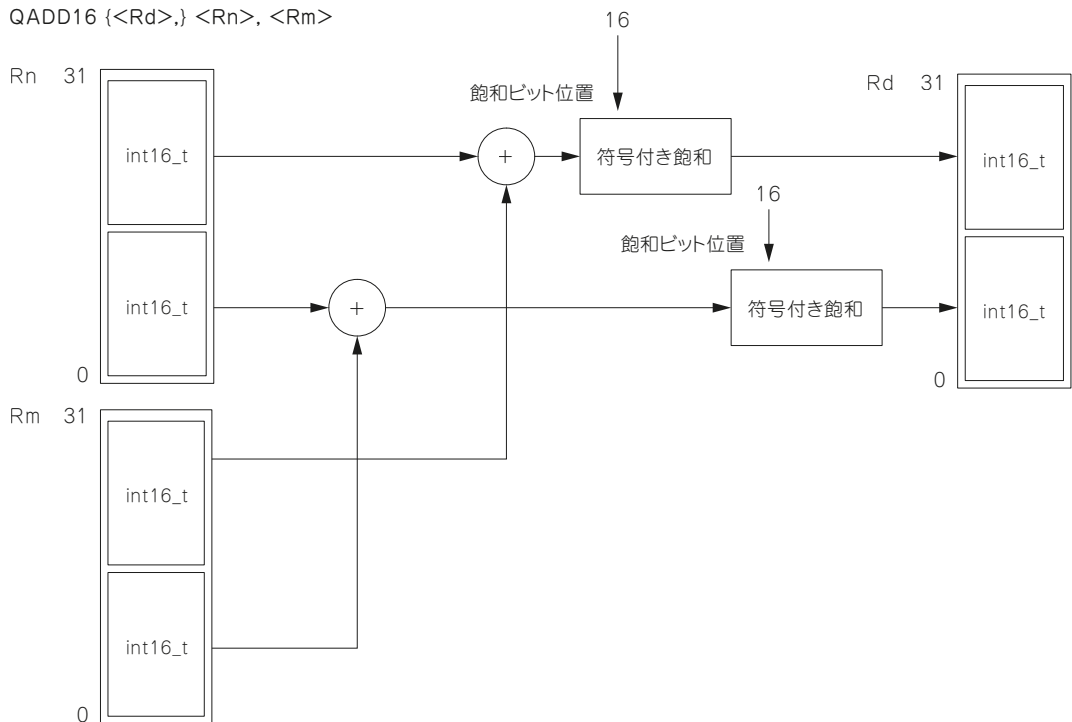 QADD16 {<Rd>,} <Rn>, <Rm>
16
Rn 31
飽和ビット位置
Rd 31
int16_t
+
符号付き飽和
int16_t
16
飽和ビット位置
int16_t
+
符号付き飽和
int16_t
0
0
Rm 31
int16_t
int16_t
0